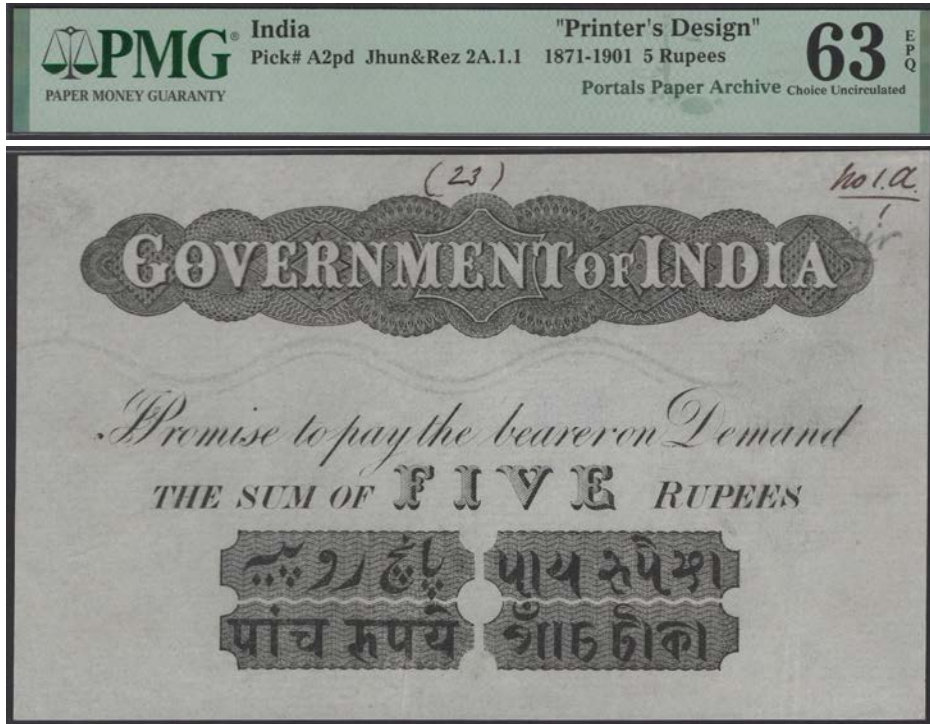 PMG® India "Printer's Design" 63 EPQ
Pick# A2pd Jhun&Rez 2A.1.1 1871-1901 5 Rupees
PAPER MONEY GUARANTY Portals Paper Archive Choice Uncirculated
(23) No 1.a.
GOVERNMENT OF INDIA
I Promise to pay the bearer on Demand
THE SUM OF FIVE RUPEES
پانچ روپیہ
पांच रूपये পাঁচ টাকা